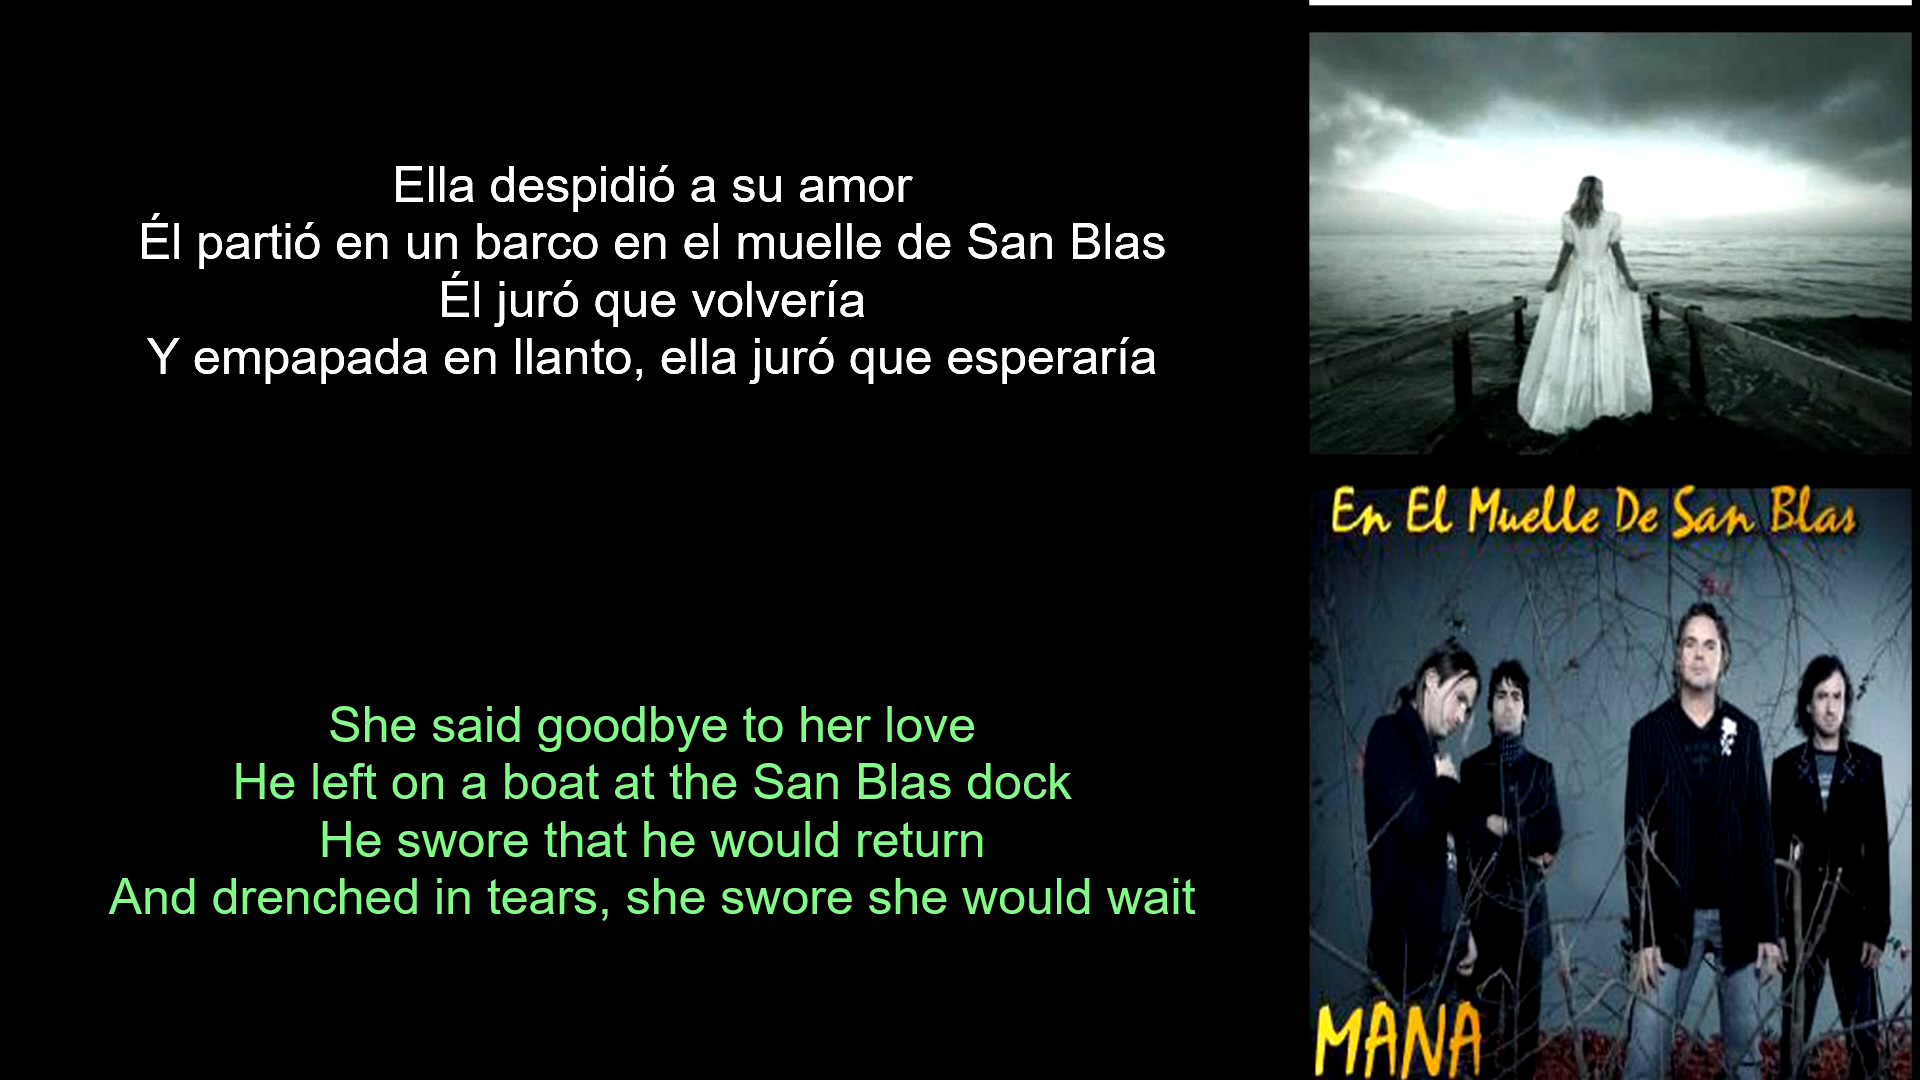 Ella despidió a su amor
Él partió en un barco en el muelle de San Blas
Él juró que volvería
Y empapada en llanto, ella juró que esperaría
She said goodbye to her love
He left on a boat at the San Blas dock
He swore that he would return
And drenched in tears, she swore she would wait
En El Muelle De San Blas
MANA